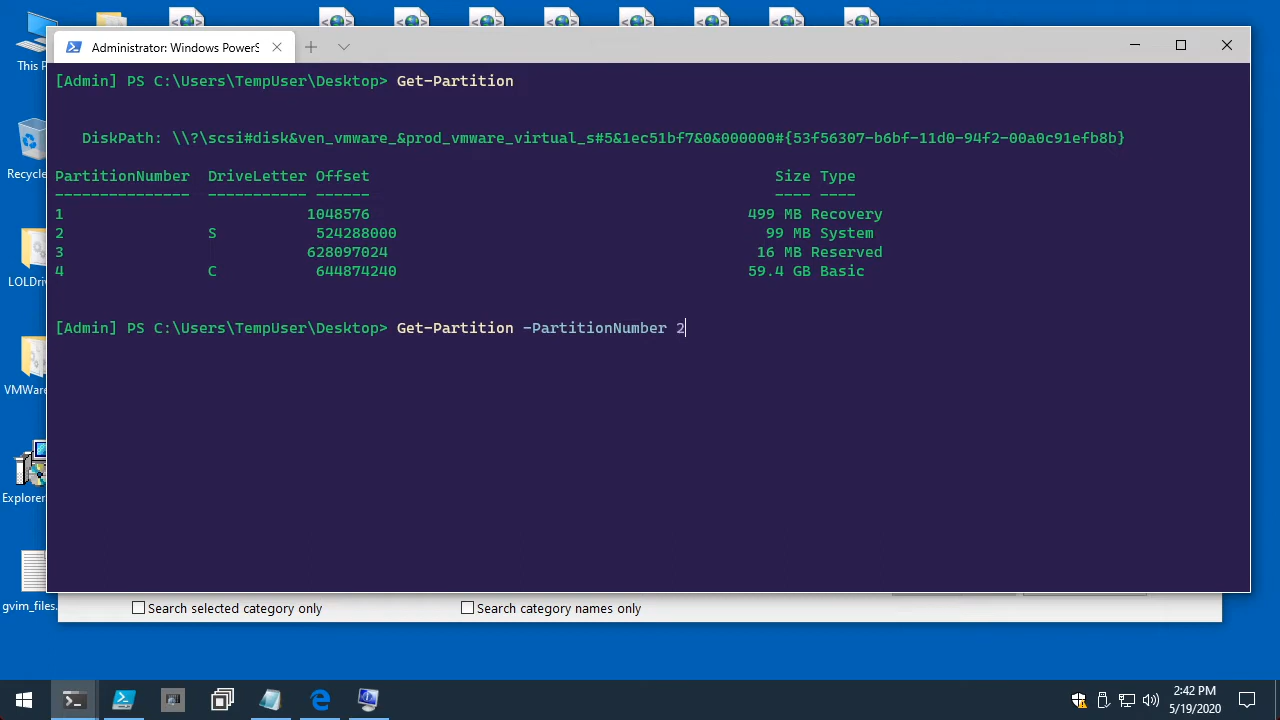 This P
Recycle
LOLDri
VMWar
Explorer
gvim_files.
Administrator: Windows PowerS
[Admin] PS C:\Users\TempUser\Desktop> Get-Partition
DiskPath: \\?\scsi#disk&ven_vmware_&prod_vmware_virtual_s#5&1ec51bf7&0&000000#{53f56307-b6bf-11d0-94f2-00a0c91efb8b}
PartitionNumber DriveLetter Offset Size Type
--------------- ----------- ------ ---- ----
1 1048576 499 MB Recovery
2 S 524288000 99 MB System
3 628097024 16 MB Reserved
4 C 644874240 59.4 GB Basic
[Admin] PS C:\Users\TempUser\Desktop> Get-Partition -PartitionNumber 2
Search selected category only Search category names only
2:42 PM
5/19/2020